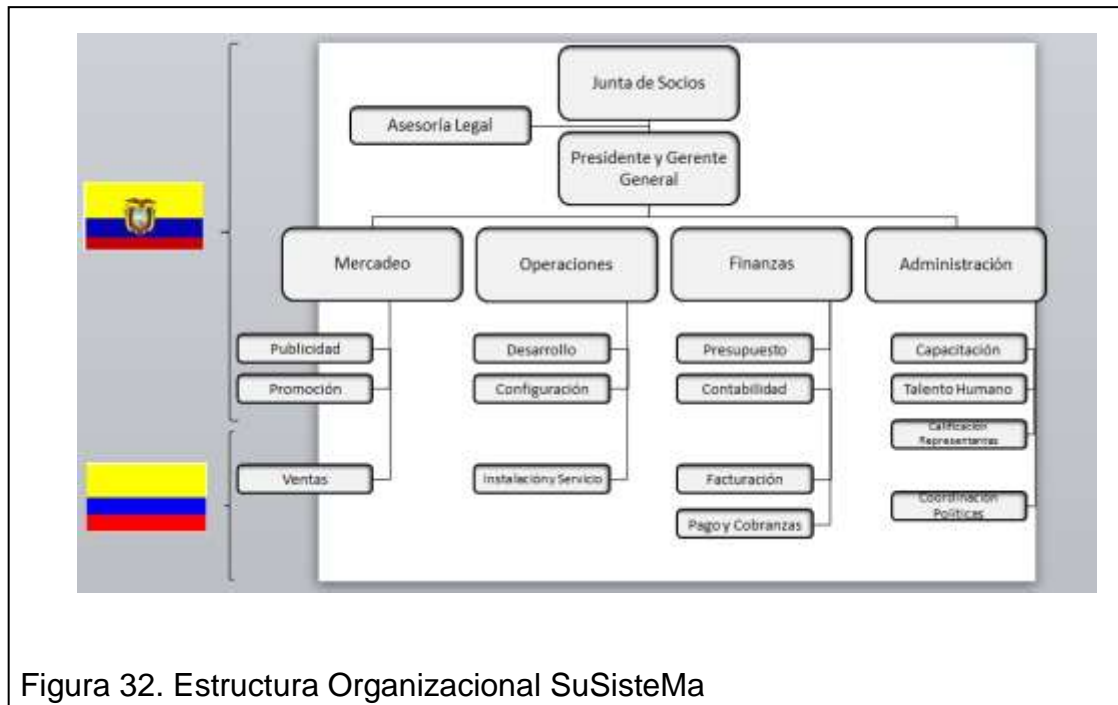 Junta de Socios
Asesoría Legal
Presidente y Gerente
General
Mercadeo
Operaciones
Finanzas
Administración
Publicidad
Desarrollo
Presupuesto
Capacitación
Promoción
Configuración
Contabilidad
Talento Humano
Calificación
Representantes
Ventas
Instalación y Servicio
Facturación
Coordinación
Políticas
Pago y Cobranzas
Figura 32. Estructura Organizacional SuSisteMa